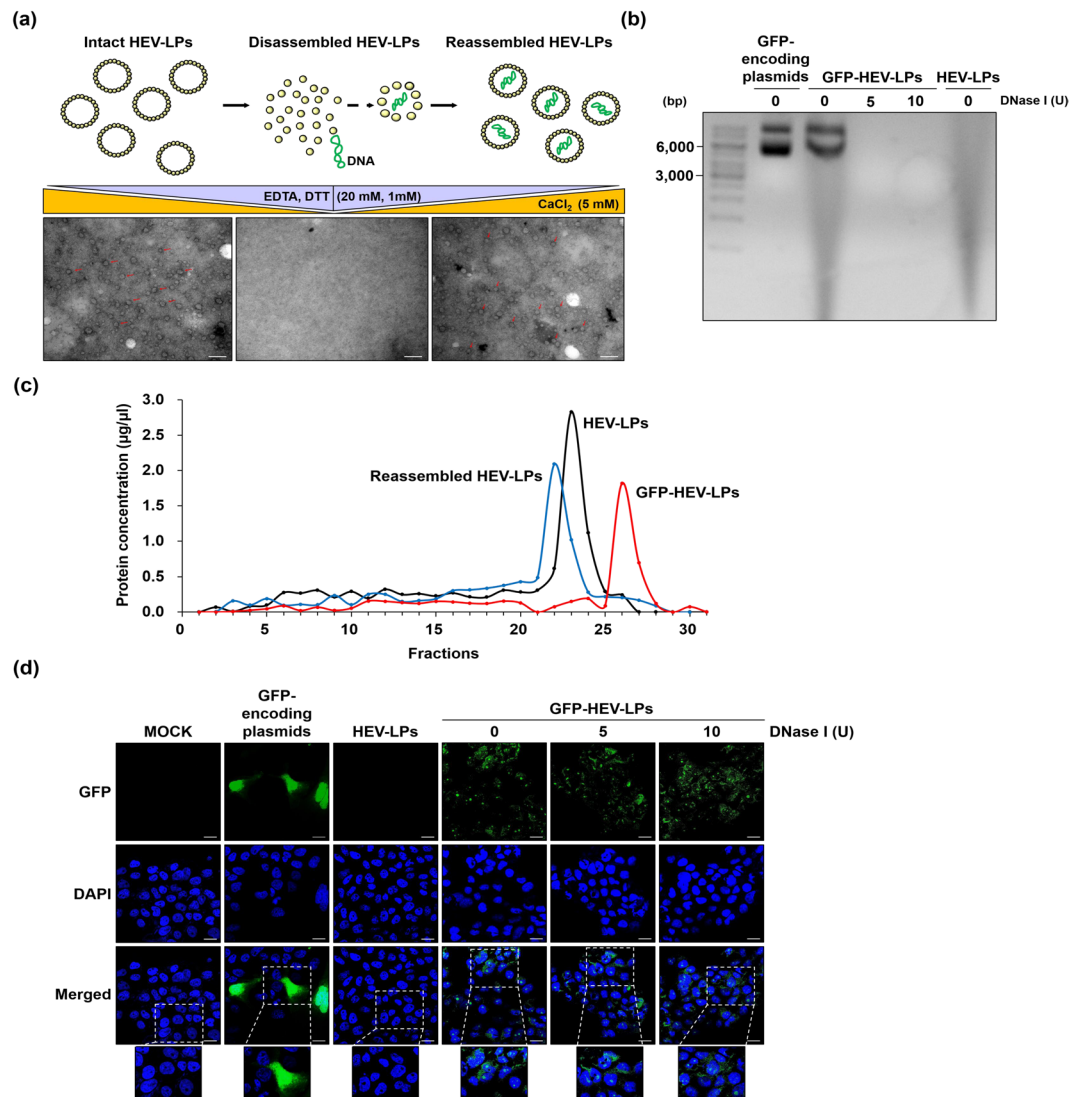 (a)
Intact HEV-LPs
Disassembled HEV-LPs
Reassembled HEV-LPs
DNA
EDTA, DTT (20 mM, 1mM)
CaCl₂ (5 mM)
(b)
GFP-
encoding
plasmids
GFP-HEV-LPs
HEV-LPs
(bp)
0
0
5
10
0
DNase I (U)
6,000
3,000
(c)
Protein concentration (µg/µl)
3.0
2.5
2.0
1.5
1.0
0.5
0.0
HEV-LPs
Reassembled HEV-LPs
GFP-HEV-LPs
0
5
10
15
20
25
30
Fractions
(d)
MOCK
GFP-
encoding
plasmids
HEV-LPs
GFP-HEV-LPs
0
5
10
DNase I (U)
GFP
DAPI
Merged